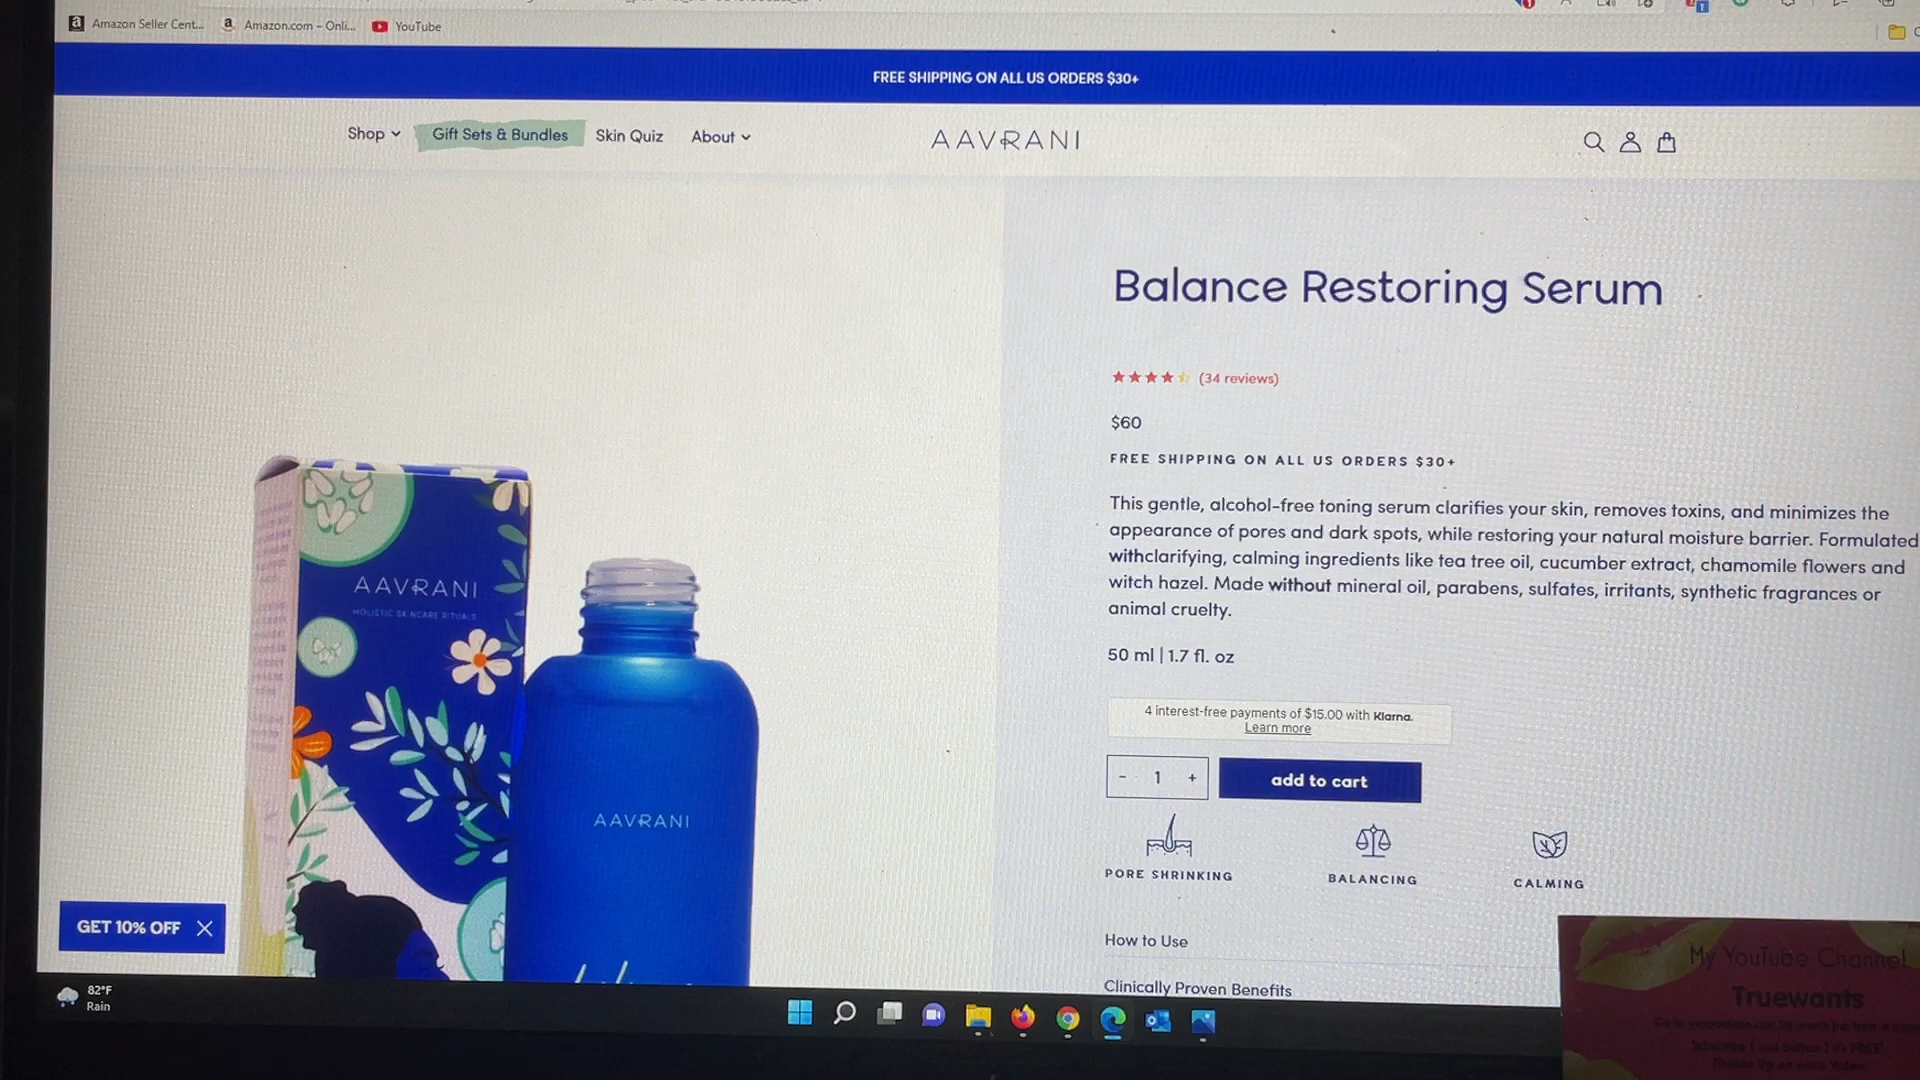 Amazon Seller Cent...
Amazon.com – Onli...
YouTube
FREE SHIPPING ON ALL US ORDERS $30+
Shop
Gift Sets & Bundles
Skin Quiz
About
AAVRANI
Balance Restoring Serum
(34 reviews)
$60
FREE SHIPPING ON ALL US ORDERS $30+
This gentle, alcohol-free toning serum clarifies your skin, removes toxins, and minimizes the
appearance of pores and dark spots, while restoring your natural moisture barrier. Formulated
withclarifying, calming ingredients like tea tree oil, cucumber extract, chamomile flowers and
witch hazel. Made without mineral oil, parabens, sulfates, irritants, synthetic fragrances or
animal cruelty.
50 ml | 1.7 fl. oz
4 interest-free payments of $15.00 with Klarna.
Learn more
- 1 +
add to cart
PORE SHRINKING
BALANCING
CALMING
How to Use
Clinically Proven Benefits
AAVRANI
HOLISTIC SKINCARE RITUALS
AAVRANI
GET 10% OFF
82°F
Rain
My YouTube Channel
Truewants